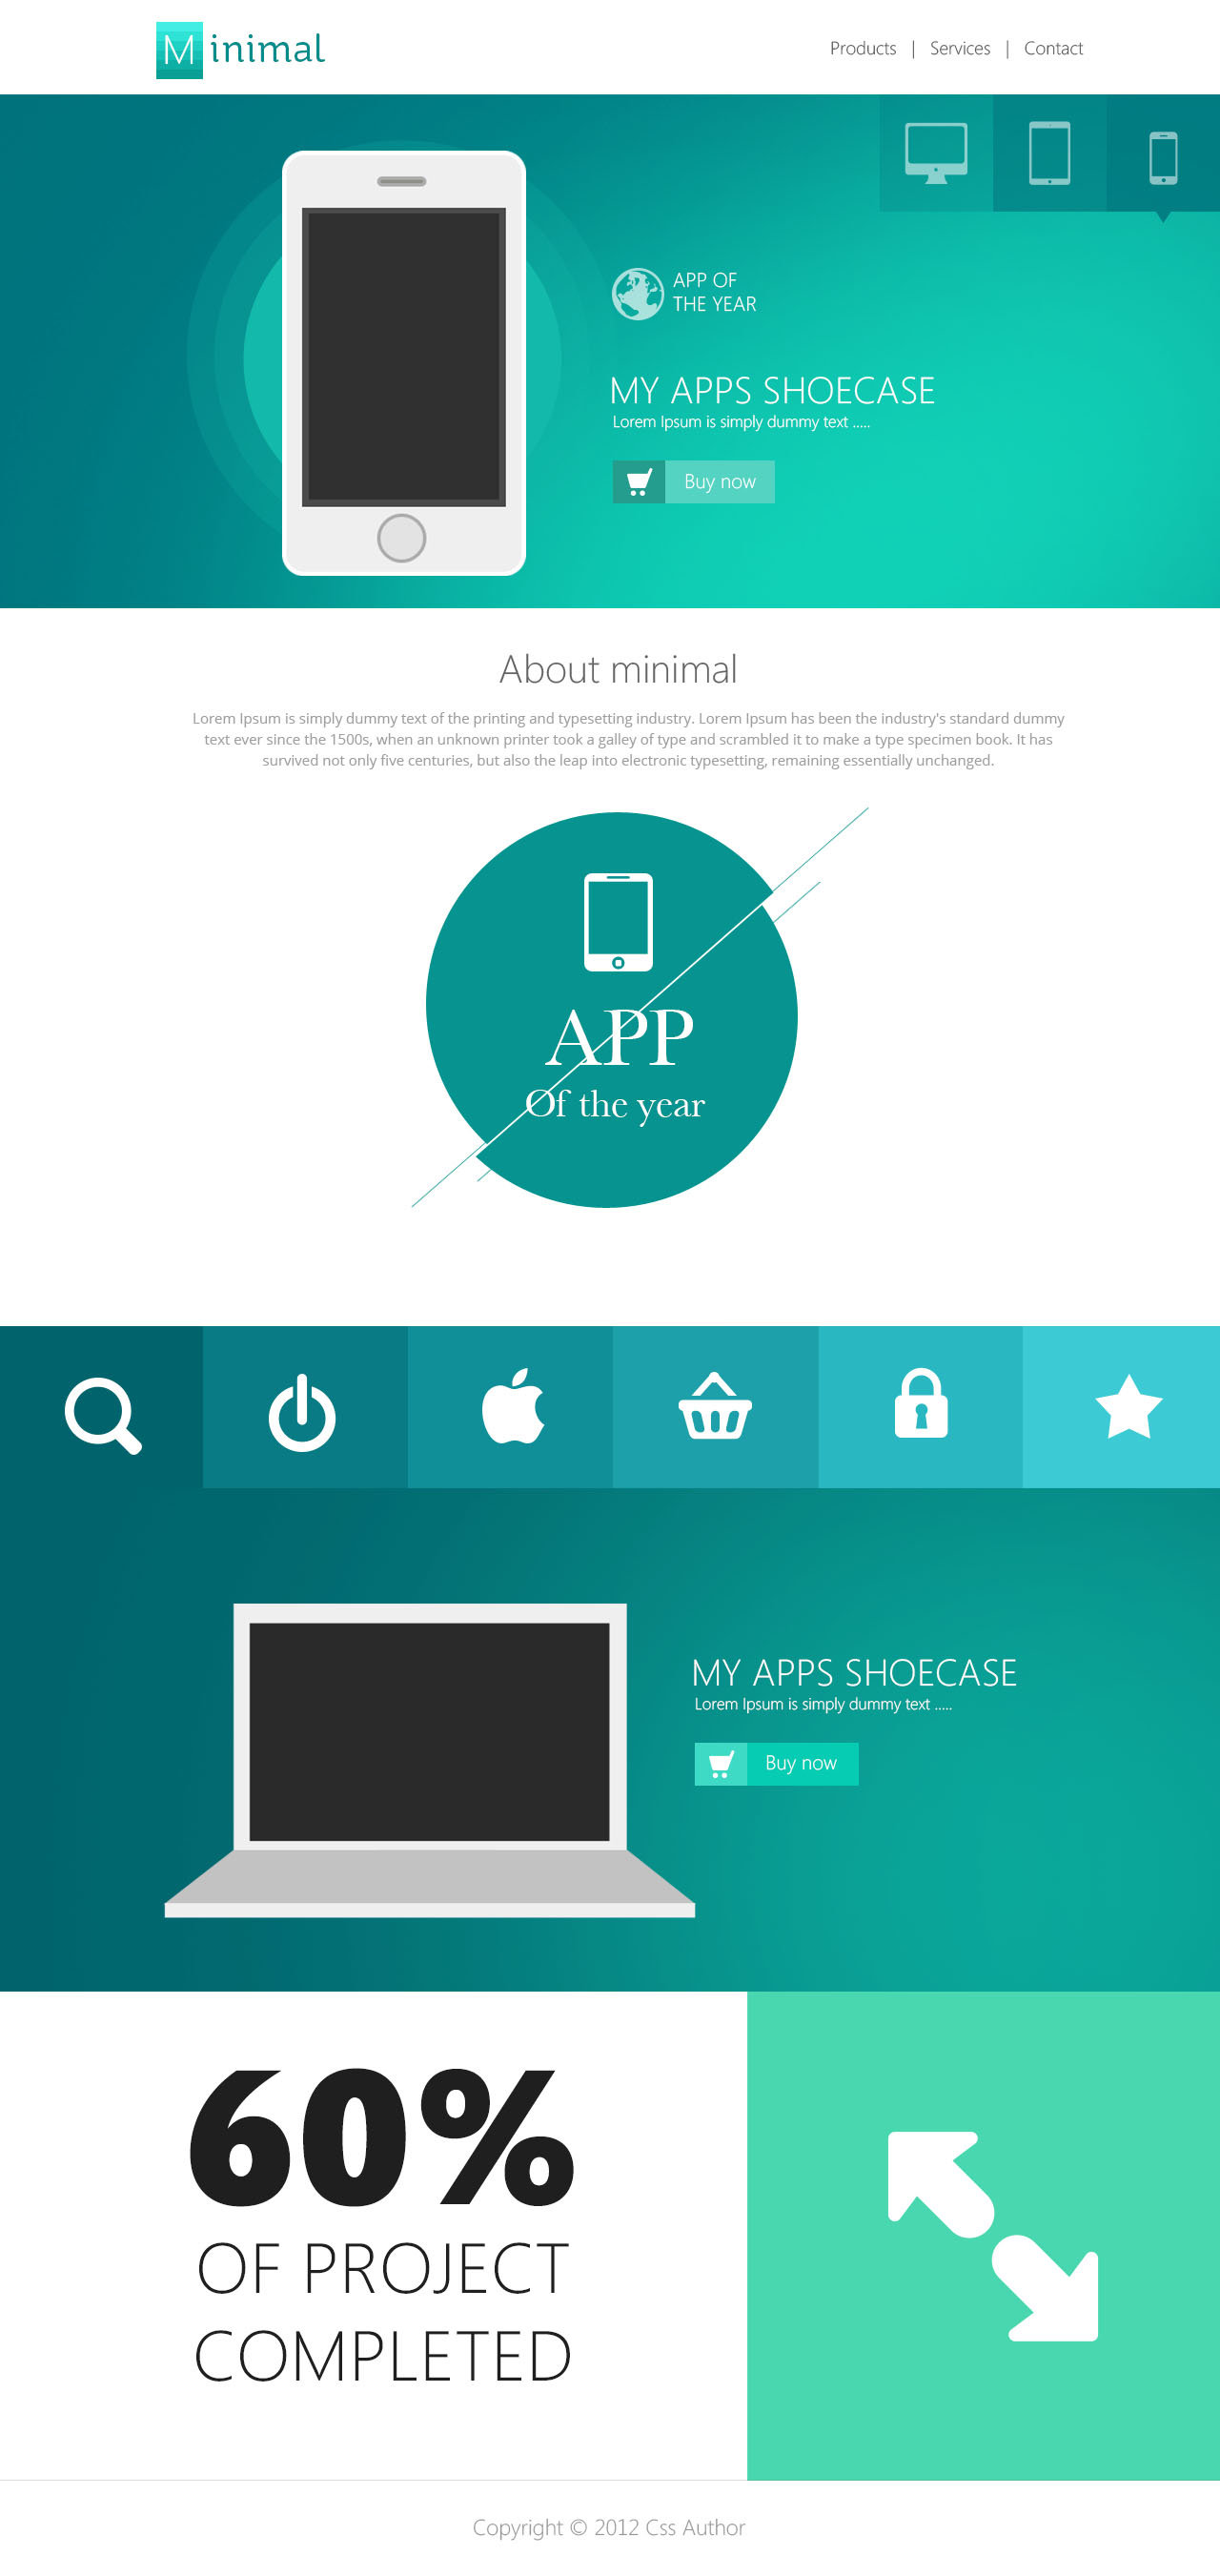 Minimal
Products | Services | Contact
APP OF
THE YEAR
MY APPS SHOECASE
Lorem Ipsum is simply dummy text .....
Buy now
About minimal
Lorem Ipsum is simply dummy text of the printing and typesetting industry. Lorem Ipsum has been the industry's standard dummy
text ever since the 1500s, when an unknown printer took a galley of type and scrambled it to make a type specimen book. It has
survived not only five centuries, but also the leap into electronic typesetting, remaining essentially unchanged.
APP
Of the year
MY APPS SHOECASE
Lorem Ipsum is simply dummy text .....
Buy now
60%
OF PROJECT
COMPLETED
Copyright © 2012 Css Author